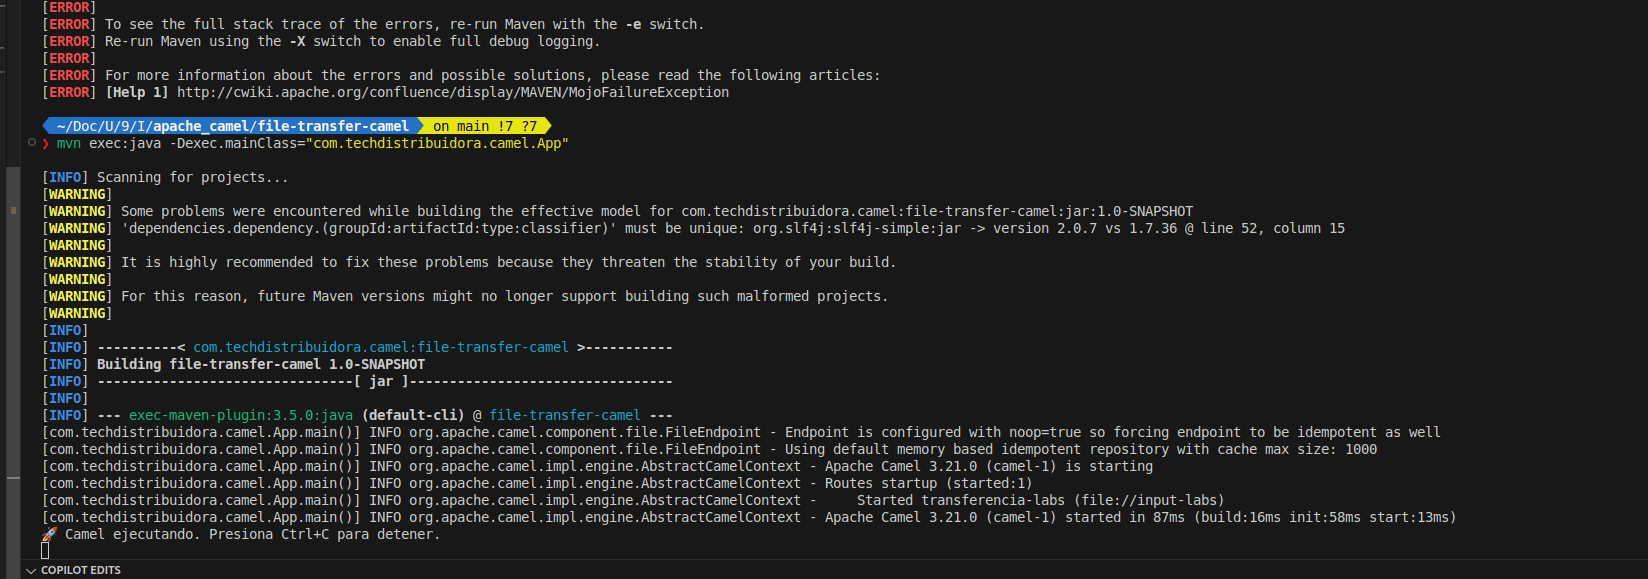 [ERROR]
[ERROR] To see the full stack trace of the errors, re-run Maven with the -e switch.
[ERROR] Re-run Maven using the -X switch to enable full debug logging.
[ERROR]
[ERROR] For more information about the errors and possible solutions, please read the following articles:
[ERROR] [Help 1] http://cwiki.apache.org/confluence/display/MAVEN/MojoFailureException
~/Doc/U/9/I/apache_camel/file-transfer-camel on main !7 ?7
❯ mvn exec:java -Dexec.mainClass="com.techdistribuidora.camel.App"
[INFO] Scanning for projects...
[WARNING]
[WARNING] Some problems were encountered while building the effective model for com.techdistribuidora.camel:file-transfer-camel:jar:1.0-SNAPSHOT
[WARNING] 'dependencies.dependency.(groupId:artifactId:type:classifier)' must be unique: org.slf4j:slf4j-simple:jar -> version 2.0.7 vs 1.7.36 @ line 52, column 15
[WARNING]
[WARNING] It is highly recommended to fix these problems because they threaten the stability of your build.
[WARNING]
[WARNING] For this reason, future Maven versions might no longer support building such malformed projects.
[WARNING]
[INFO]
[INFO] ----------< com.techdistribuidora.camel:file-transfer-camel >-----------
[INFO] Building file-transfer-camel 1.0-SNAPSHOT
[INFO] --------------------------------[ jar ]---------------------------------
[INFO]
[INFO] --- exec-maven-plugin:3.5.0:java (default-cli) @ file-transfer-camel ---
[com.techdistribuidora.camel.App.main()] INFO org.apache.camel.component.file.FileEndpoint - Endpoint is configured with noop=true so forcing endpoint to be idempotent as well
[com.techdistribuidora.camel.App.main()] INFO org.apache.camel.component.file.FileEndpoint - Using default memory based idempotent repository with cache max size: 1000
[com.techdistribuidora.camel.App.main()] INFO org.apache.camel.impl.engine.AbstractCamelContext - Apache Camel 3.21.0 (camel-1) is starting
[com.techdistribuidora.camel.App.main()] INFO org.apache.camel.impl.engine.AbstractCamelContext - Routes startup (started:1)
[com.techdistribuidora.camel.App.main()] INFO org.apache.camel.impl.engine.AbstractCamelContext -     Started transferencia-labs (file://input-labs)
[com.techdistribuidora.camel.App.main()] INFO org.apache.camel.impl.engine.AbstractCamelContext - Apache Camel 3.21.0 (camel-1) started in 87ms (build:16ms init:58ms start:13ms)
🚀 Camel ejecutando. Presiona Ctrl+C para detener.
COPILOT EDITS